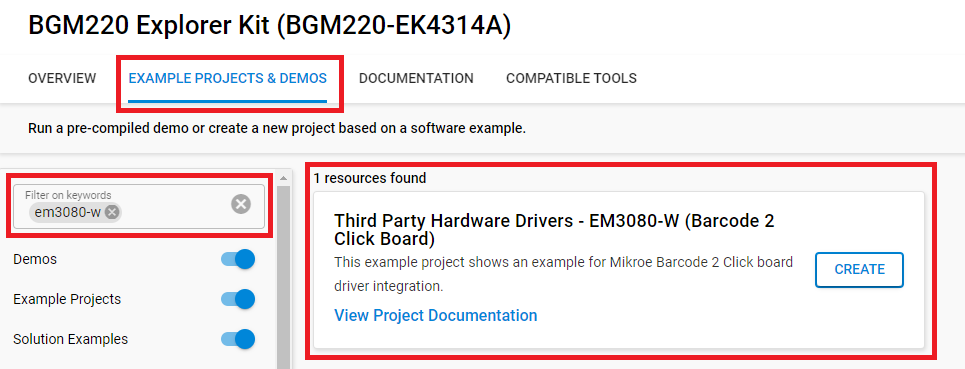 BGM220 Explorer Kit (BGM220-EK4314A)
OVERVIEW EXAMPLE PROJECTS & DEMOS DOCUMENTATION COMPATIBLE TOOLS
Run a pre-compiled demo or create a new project based on a software example.
Filter on keywords
em3080-w
Demos
Example Projects
Solution Examples
1 resources found
Third Party Hardware Drivers - EM3080-W (Barcode 2
Click Board)
This example project shows an example for Mikroe Barcode 2 Click board
driver integration.
View Project Documentation
CREATE